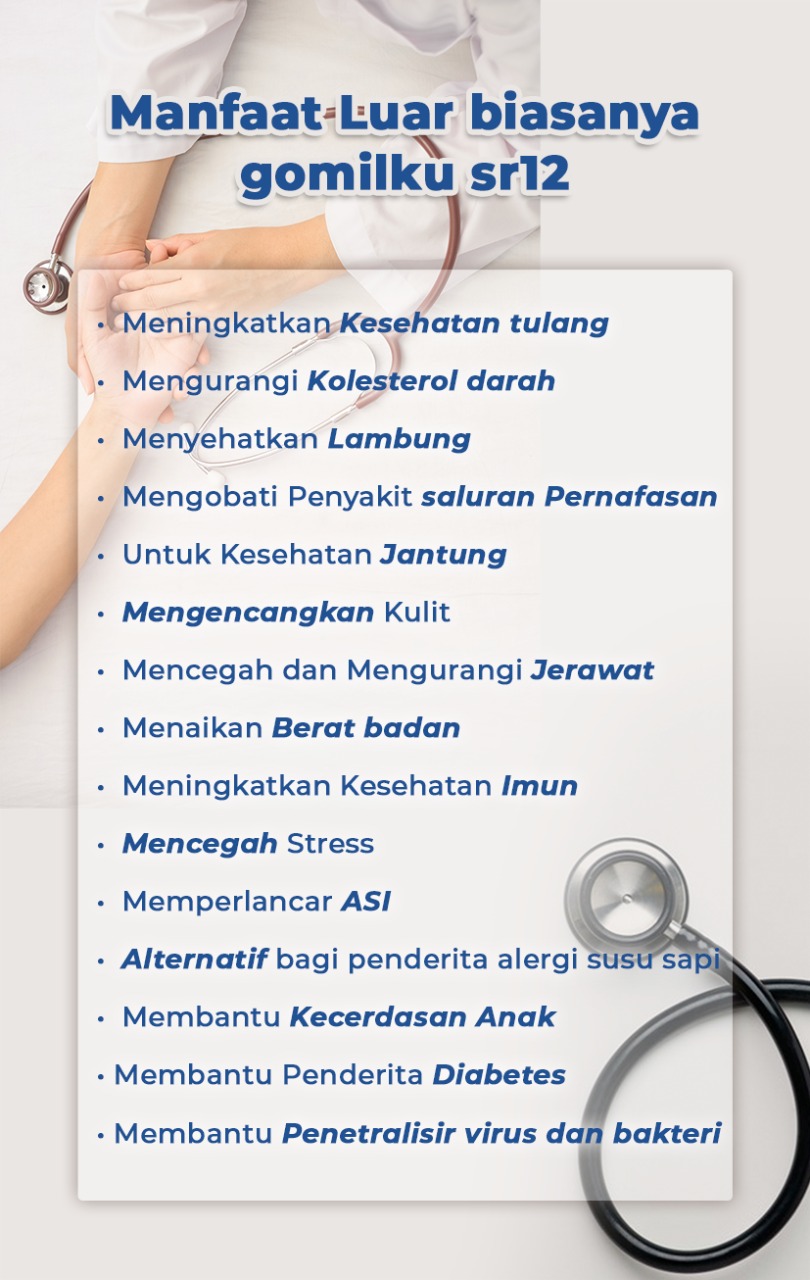 Manfaat Luar biasanya
gomilku sr12
• Meningkatkan Kesehatan tulang
• Mengurangi Kolesterol darah
• Menyehatkan Lambung
• Mengobati Penyakit saluran Pernafasan
• Untuk Kesehatan Jantung
• Mengencangkan Kulit
• Mencegah dan Mengurangi Jerawat
• Menaikan Berat badan
• Meningkatkan Kesehatan Imun
• Mencegah Stress
• Memperlancar ASI
• Alternatif bagi penderita alergi susu sapi
• Membantu Kecerdasan Anak
• Membantu Penderita Diabetes
• Membantu Penetralisir virus dan bakteri